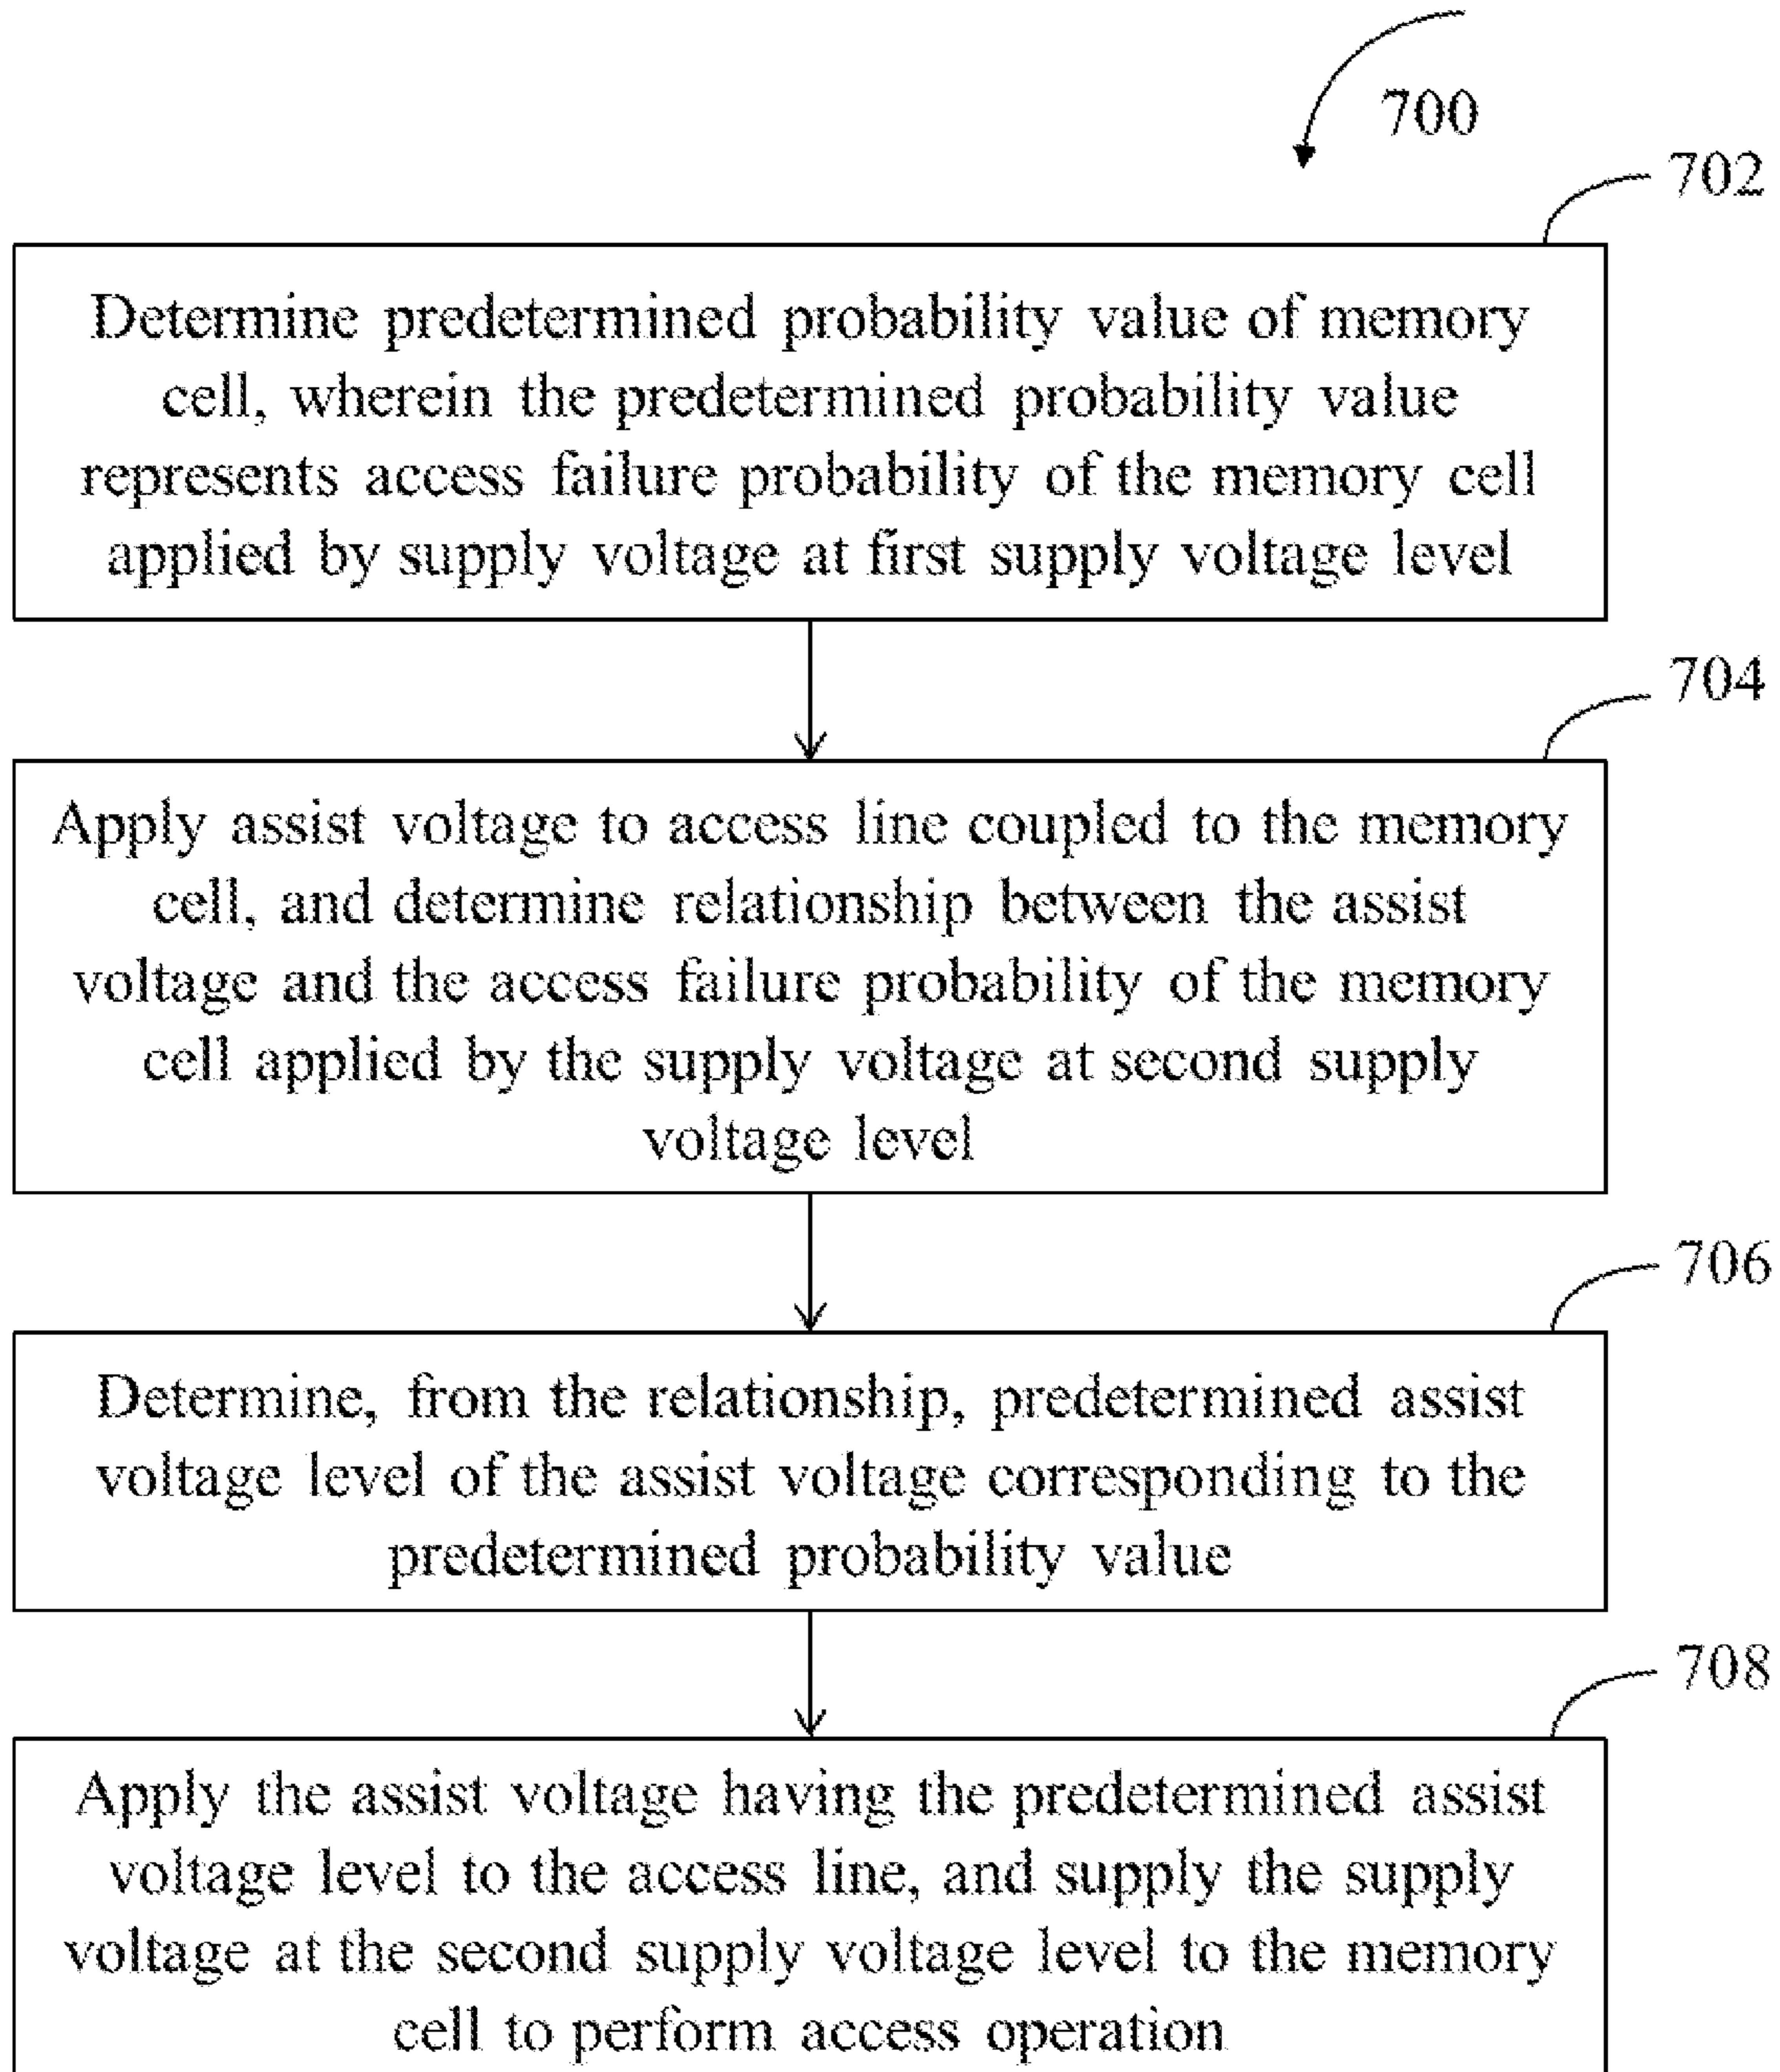 700
702
Determine predetermined probability value of memory
cell, wherein the predetermined probability value
represents access failure probability of the memory cell
applied by supply voltage at first supply voltage level
704
Apply assist voltage to access line coupled to the memory
cell, and determine relationship between the assist
voltage and the access failure probability of the memory
cell applied by the supply voltage at second supply
voltage level
706
Determine, from the relationship, predetermined assist
voltage level of the assist voltage corresponding to the
predetermined probability value
708
Apply the assist voltage having the predetermined assist
voltage level to the access line, and supply the supply
voltage at the second supply voltage level to the memory
cell to perform access operation